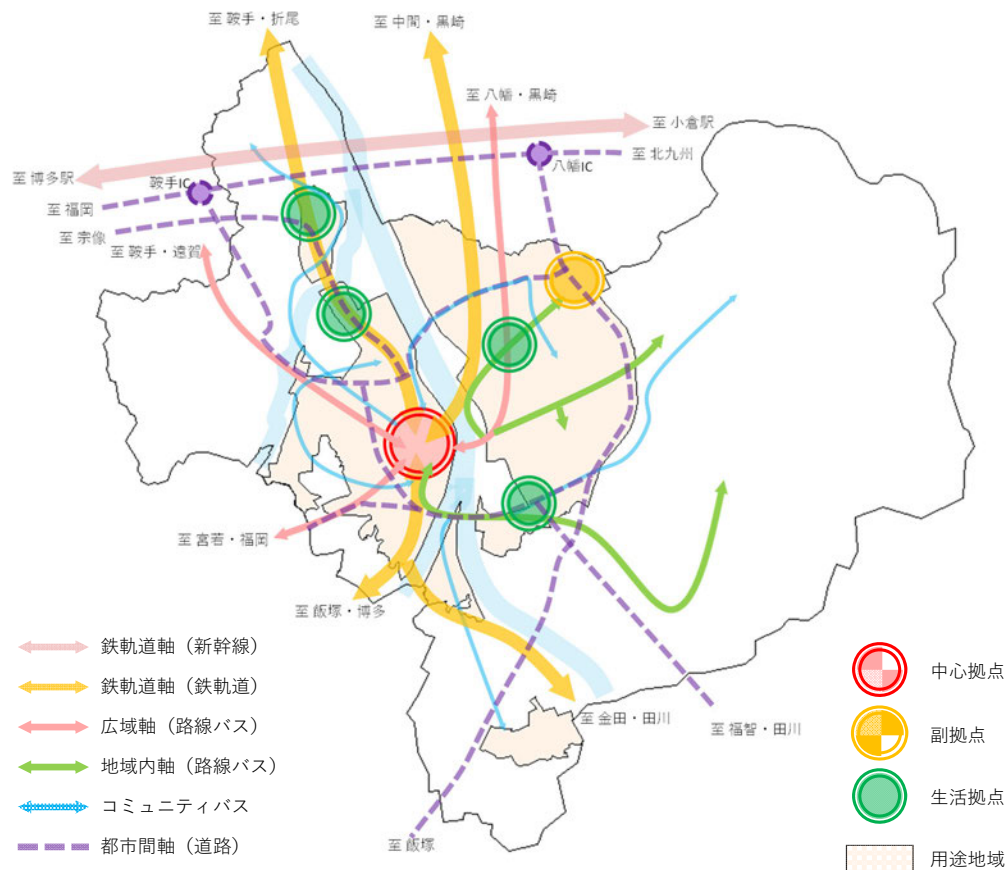 至 鞍手・折尾
至 中間・黒崎
至 八幡・黒崎
至 小倉駅
至 北九州
八幡IC
至 博多駅
鞍手IC
至 福岡
至 宗像
至 鞍手・遠賀
至 宮若・福岡
至 飯塚・博多
至 金田・田川
至 福智・田川
至 飯塚
鉄軌道軸（新幹線）
鉄軌道軸（鉄軌道）
広域軸（路線バス）
地域内軸（路線バス）
コミュニティバス
都市間軸（道路）
中心拠点
副拠点
生活拠点
用途地域